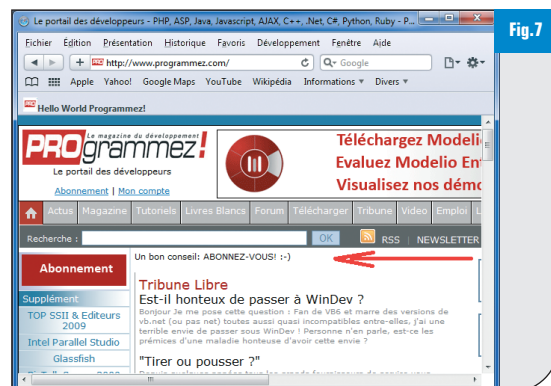 Fig.7
Le portail des développeurs - PHP, ASP, Java, Javascript, AJAX, C++, .Net, C#, Python, Ruby - P...
Fichier Édition Présentation Historique Favoris Développement Fenêtre Aide
http://www.programmez.com/
Google
Apple Yahoo! Google Maps YouTube Wikipédia Informations Divers
Hello World Programmez!
Le magazine du développement
PROgrammez!
Le portail des développeurs
Abonnement | Mon compte
Téléchargez Modeli
Evaluez Modelio En
Visualisez nos démo
Actus Magazine Tutoriels Livres Blancs Forum Télécharger Tribune Video Emploi L
Recherche : OK RSS | NEWSLETTER
Un bon conseil: ABONNEZ-VOUS! :-)
Abonnement
Tribune Libre
Est-il honteux de passer à WinDev ?
Supplément
Bonjour Je me pose cette question : Fan de VB6 et marre des versions de
vb.net (ou pas net) toutes aussi quasi incompatibles entre-elles, j'ai une
terrible envie de passer sous WinDev ! Personne n'en parle, est-ce les
prémices d'une maladie honteuse d'avoir cette envie ?
TOP SSII & Editeurs
2009
Intel Parallel Studio
Glassfish
"Tirer ou pousser ?"